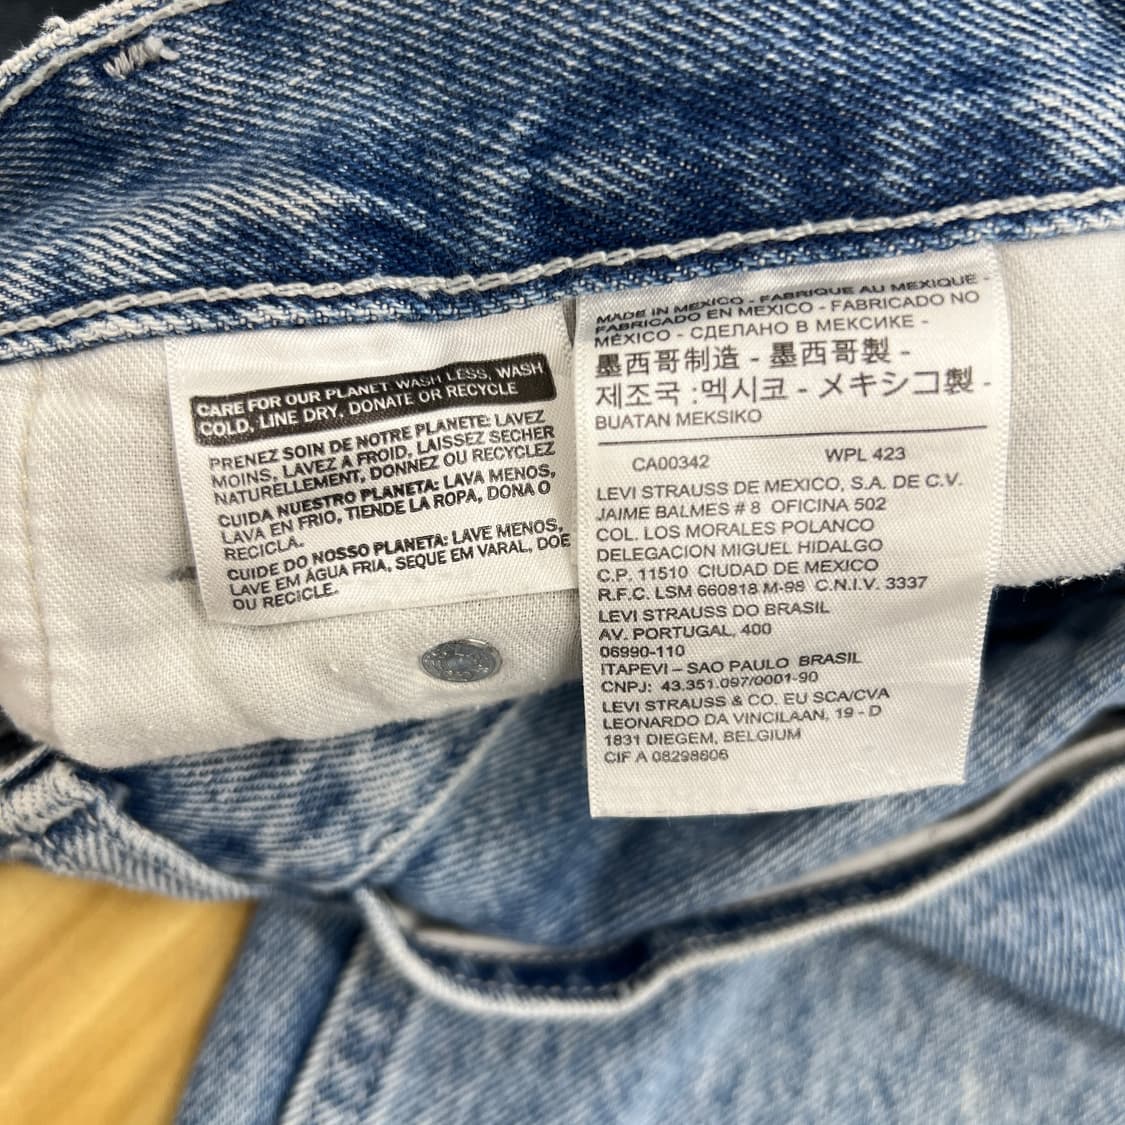 CARE FOR OUR PLANET: WASH LESS, WASH
COLD, LINE DRY, DONATE OR RECYCLE
PRENEZ SOIN DE NOTRE PLANETE: LAVEZ
MOINS, LAVEZ À FROID, LAISSEZ SECHER
NATURELLEMENT, DONNEZ OU RECYCLEZ
CUIDA NUESTRO PLANETA: LAVA MENOS,
LAVA EN FRIO, TIENDE LA ROPA, DONA O
RECICLA.
CUIDE DO NOSSO PLANETA: LAVE MENOS,
LAVE EM ÁGUA FRIA, SEQUE EM VARAL, DOE
OU RECICLE.
MADE IN MEXICO - FABRIQUE AU MEXIQUE -
FABRICADO EN MEXICO - FABRICADO NO
MÉXICO - СДЕЛАНО В МЕКСИКЕ -
墨西哥制造 - 墨西哥製 -
제조국 :멕시코 - メキシコ製 -
BUATAN MEKSIKO
CA00342 WPL 423
LEVI STRAUSS DE MEXICO, S.A. DE C.V.
JAIME BALMES # 8 OFICINA 502
COL. LOS MORALES POLANCO
DELEGACION MIGUEL HIDALGO
C.P. 11510 CIUDAD DE MEXICO
R.F.C. LSM 660818 M-98 C.N.I.V. 3337
LEVI STRAUSS DO BRASIL
AV. PORTUGAL, 400
06990-110
ITAPEVI – SAO PAULO BRASIL
CNPJ: 43.351.097/0001-90
LEVI STRAUSS & CO. EU SCA/CVA
LEONARDO DA VINCILAAN, 19 - D
1831 DIEGEM, BELGIUM
CIF A 08298606